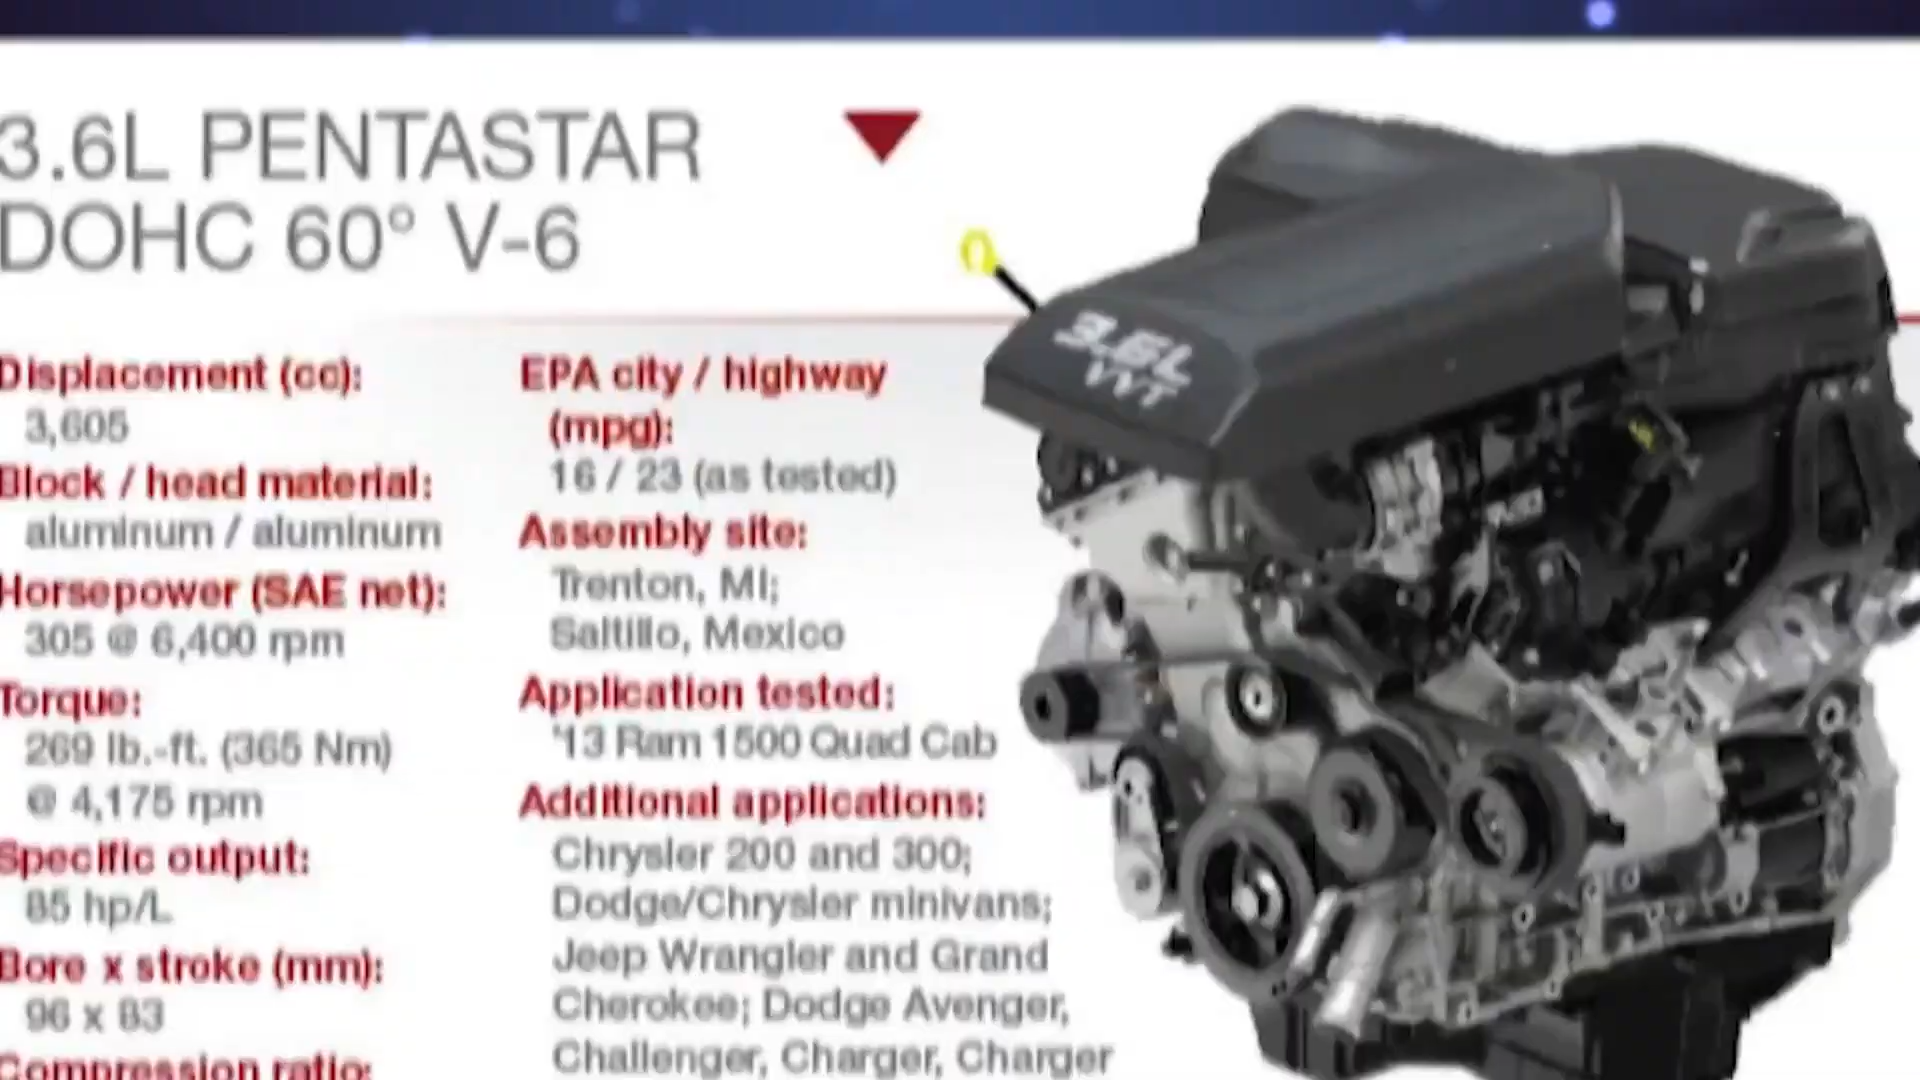 3.6L PENTASTAR
DOHC 60° V-6
Displacement (cc):
3,605
Block / head material:
aluminum / aluminum
Horsepower (SAE net):
305 @ 6,400 rpm
Torque:
269 lb.-ft. (365 Nm)
@ 4,175 rpm
Specific output:
85 hp/L
Bore x stroke (mm):
96 x 83
Compression ratio:
EPA city / highway
(mpg):
16 / 23 (as tested)
Assembly site:
Trenton, MI;
Saltillo, Mexico
Application tested:
'13 Ram 1500 Quad Cab
Additional applications:
Chrysler 200 and 300;
Dodge/Chrysler minivans;
Jeep Wrangler and Grand
Cherokee; Dodge Avenger,
Challenger, Charger, Charger
3.6L
VVT